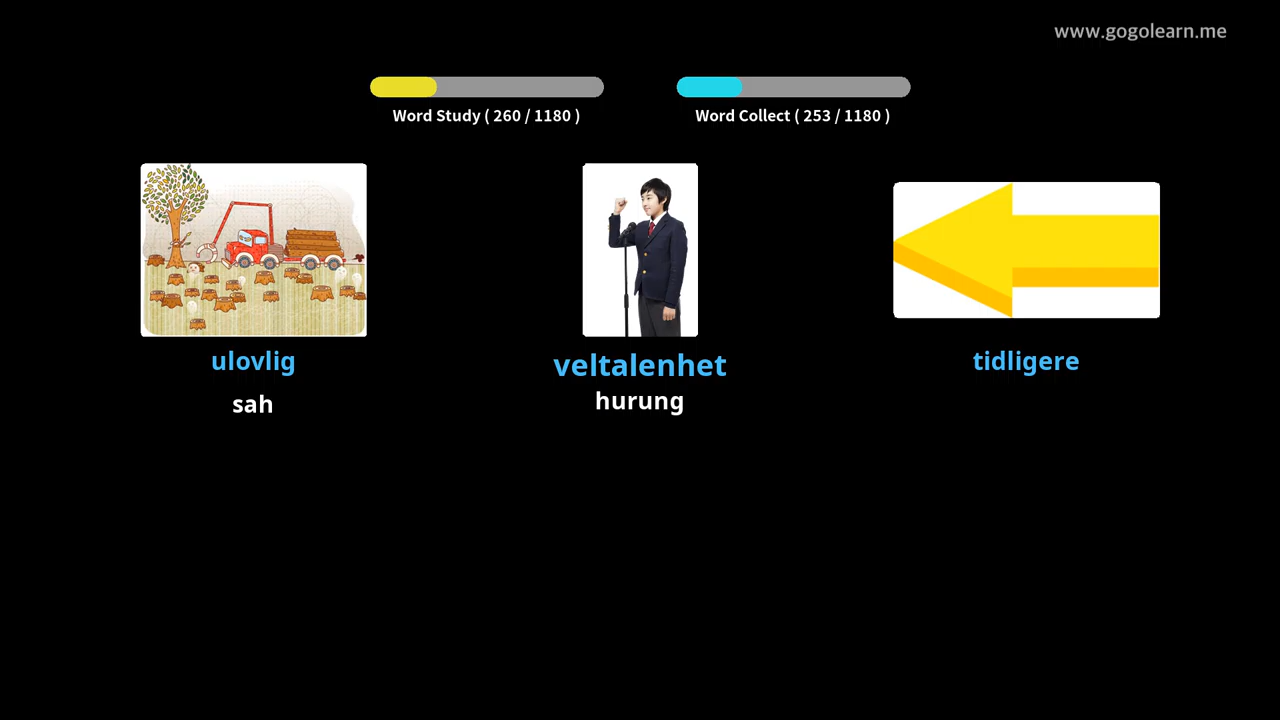 www.gogolearn.me
Word Study ( 260 / 1180 )
Word Collect ( 253 / 1180 )
ulovlig
sah
veltalenhet
hurung
tidligere